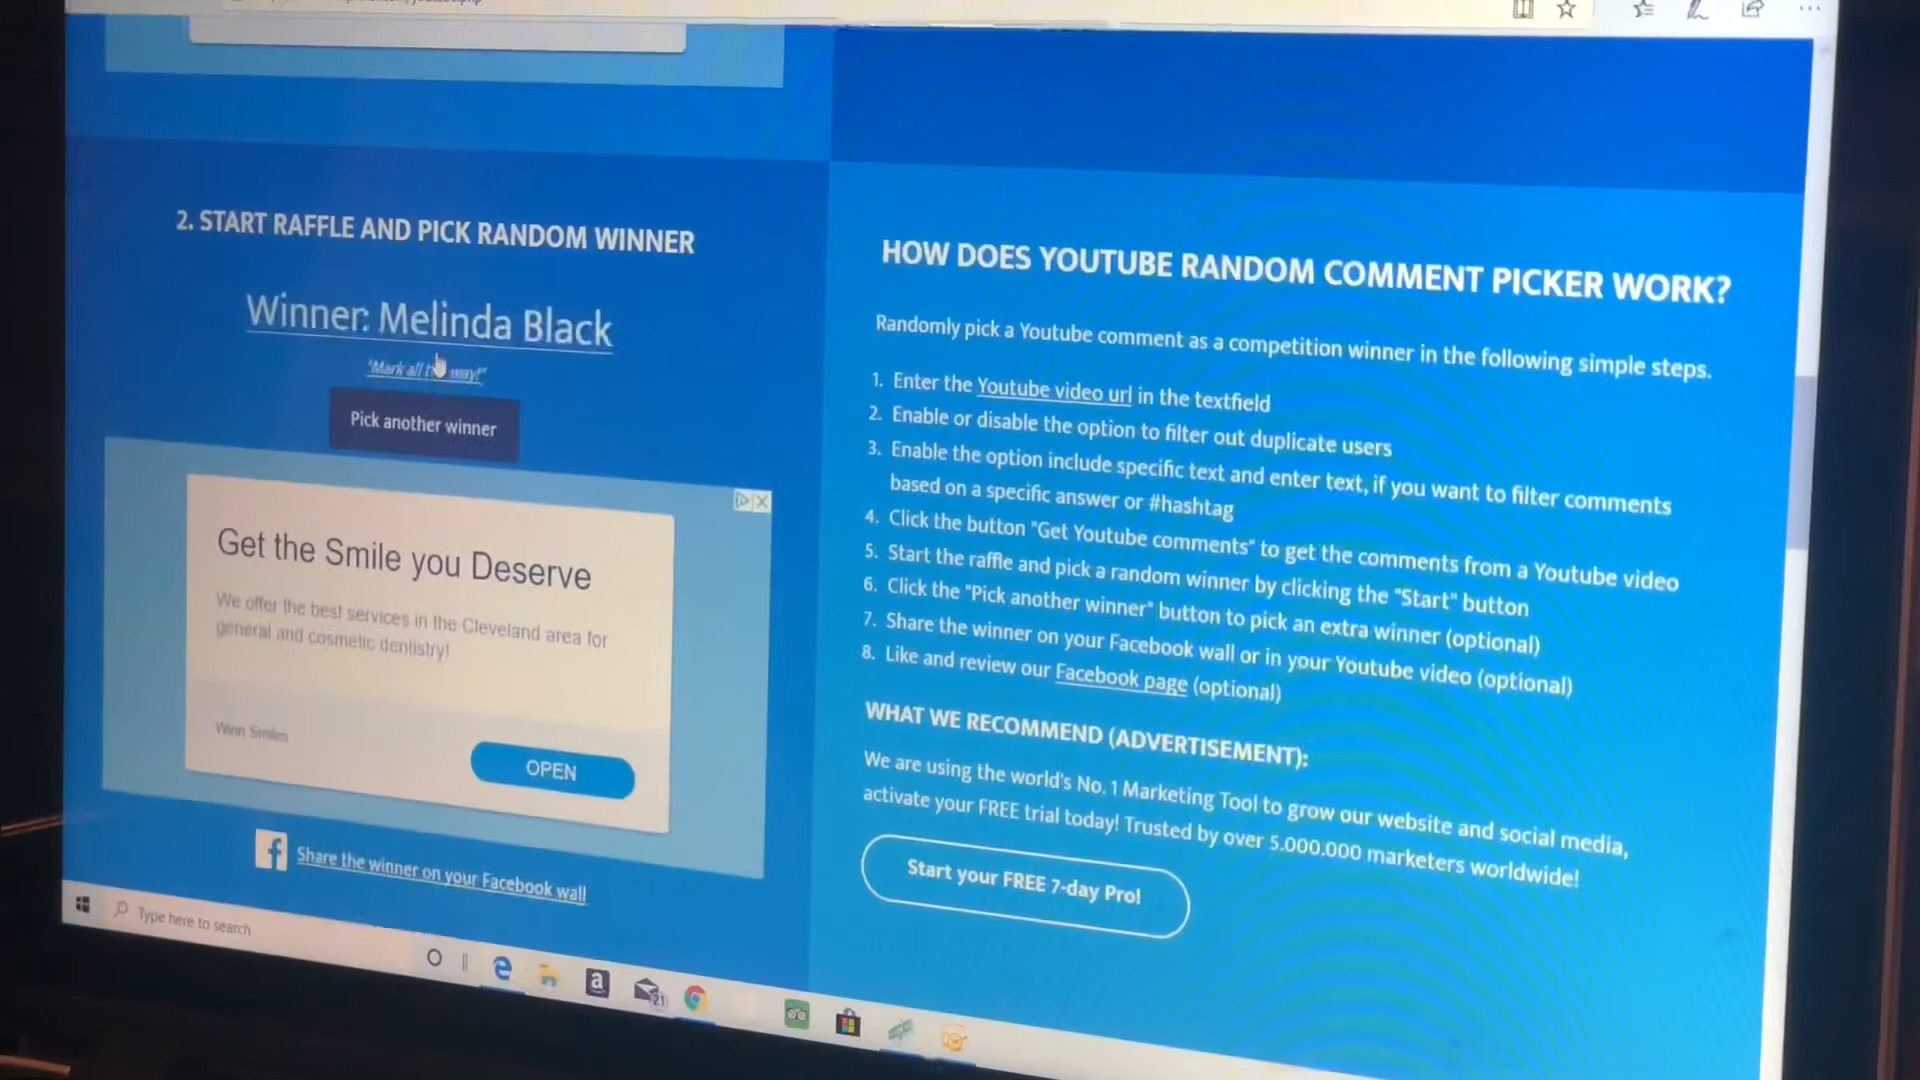 2. START RAFFLE AND PICK RANDOM WINNER
Winner: Melinda Black
"Mark all the way!"
Pick another winner
Get the Smile you Deserve
We offer the best services in the Cleveland area for
general and cosmetic dentistry!
Winn Smiles
OPEN
Share the winner on your Facebook wall
HOW DOES YOUTUBE RANDOM COMMENT PICKER WORK?
Randomly pick a Youtube comment as a competition winner in the following simple steps.
1. Enter the Youtube video url in the textfield
2. Enable or disable the option to filter out duplicate users
3. Enable the option include specific text and enter text, if you want to filter comments
based on a specific answer or #hashtag
4. Click the button "Get Youtube comments" to get the comments from a Youtube video
5. Start the raffle and pick a random winner by clicking the "Start" button
6. Click the "Pick another winner" button to pick an extra winner (optional)
7. Share the winner on your Facebook wall or in your Youtube video (optional)
8. Like and review our Facebook page (optional)
WHAT WE RECOMMEND (ADVERTISEMENT):
We are using the world's No. 1 Marketing Tool to grow our website and social media,
activate your FREE trial today! Trusted by over 5.000.000 marketers worldwide!
Start your FREE 7-day Pro!
Type here to search
21